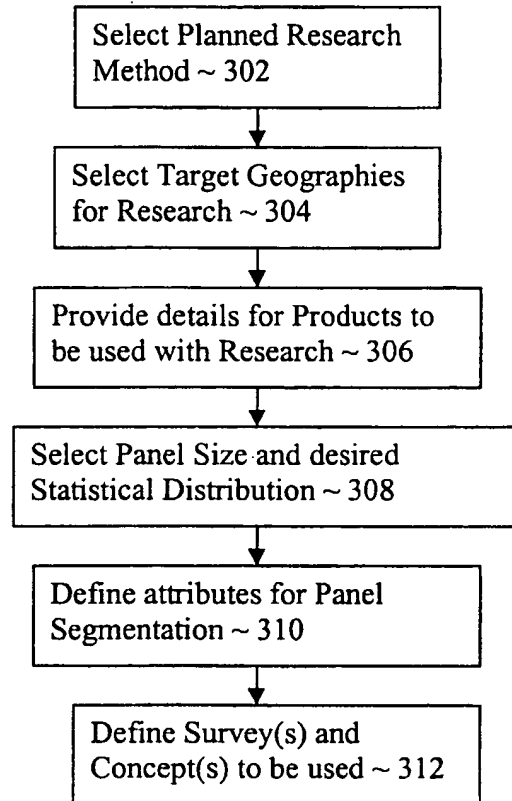 Select Planned Research
Method ~ 302
Select Target Geographies
for Research ~ 304
Provide details for Products to
be used with Research ~ 306
Select Panel Size and desired
Statistical Distribution ~ 308
Define attributes for Panel
Segmentation ~ 310
Define Survey(s) and
Concept(s) to be used ~ 312